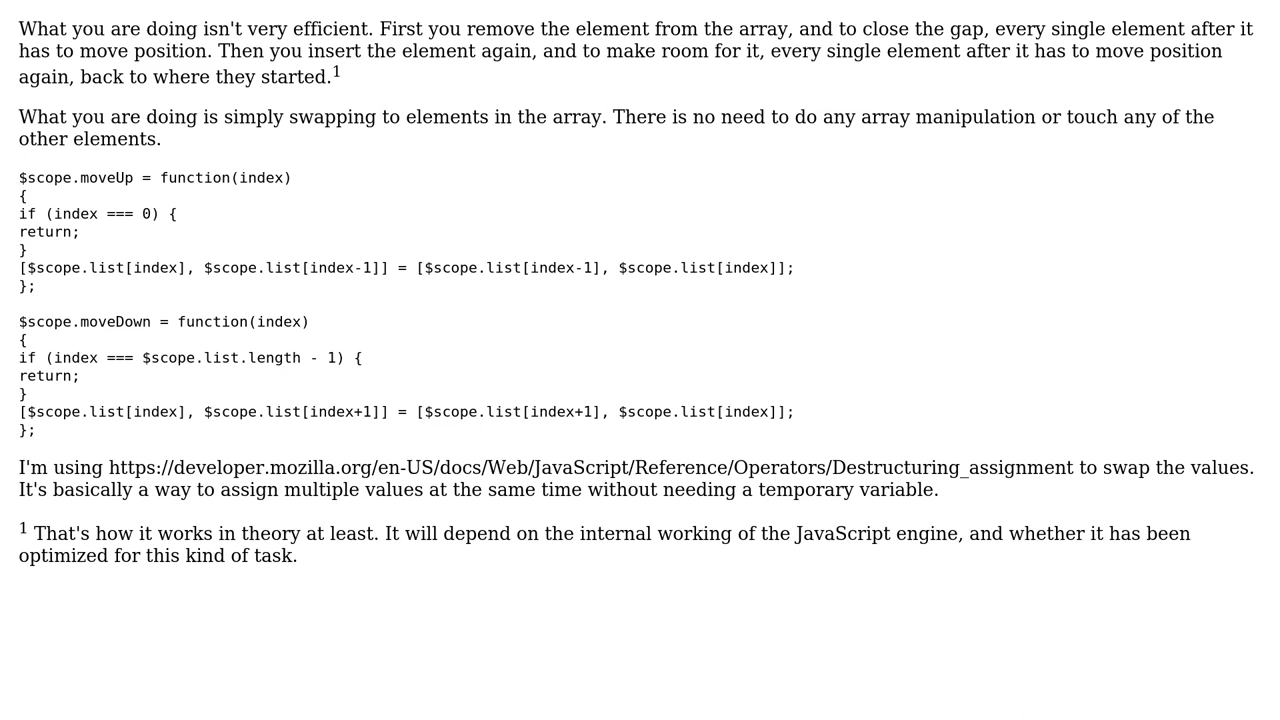 What you are doing isn't very efficient. First you remove the element from the array, and to close the gap, every single element after it
has to move position. Then you insert the element again, and to make room for it, every single element after it has to move position
again, back to where they started.1
What you are doing is simply swapping to elements in the array. There is no need to do any array manipulation or touch any of the
other elements.
$scope.moveUp = function(index)
{
if (index === 0) {
return;
}
[$scope.list[index], $scope.list[index-1]] = [$scope.list[index-1], $scope.list[index]];
};
$scope.moveDown = function(index)
{
if (index === $scope.list.length - 1) {
return;
}
[$scope.list[index], $scope.list[index+1]] = [$scope.list[index+1], $scope.list[index]];
};
I'm using https://developer.mozilla.org/en-US/docs/Web/JavaScript/Reference/Operators/Destructuring_assignment to swap the values.
It's basically a way to assign multiple values at the same time without needing a temporary variable.
1 That's how it works in theory at least. It will depend on the internal working of the JavaScript engine, and whether it has been
optimized for this kind of task.